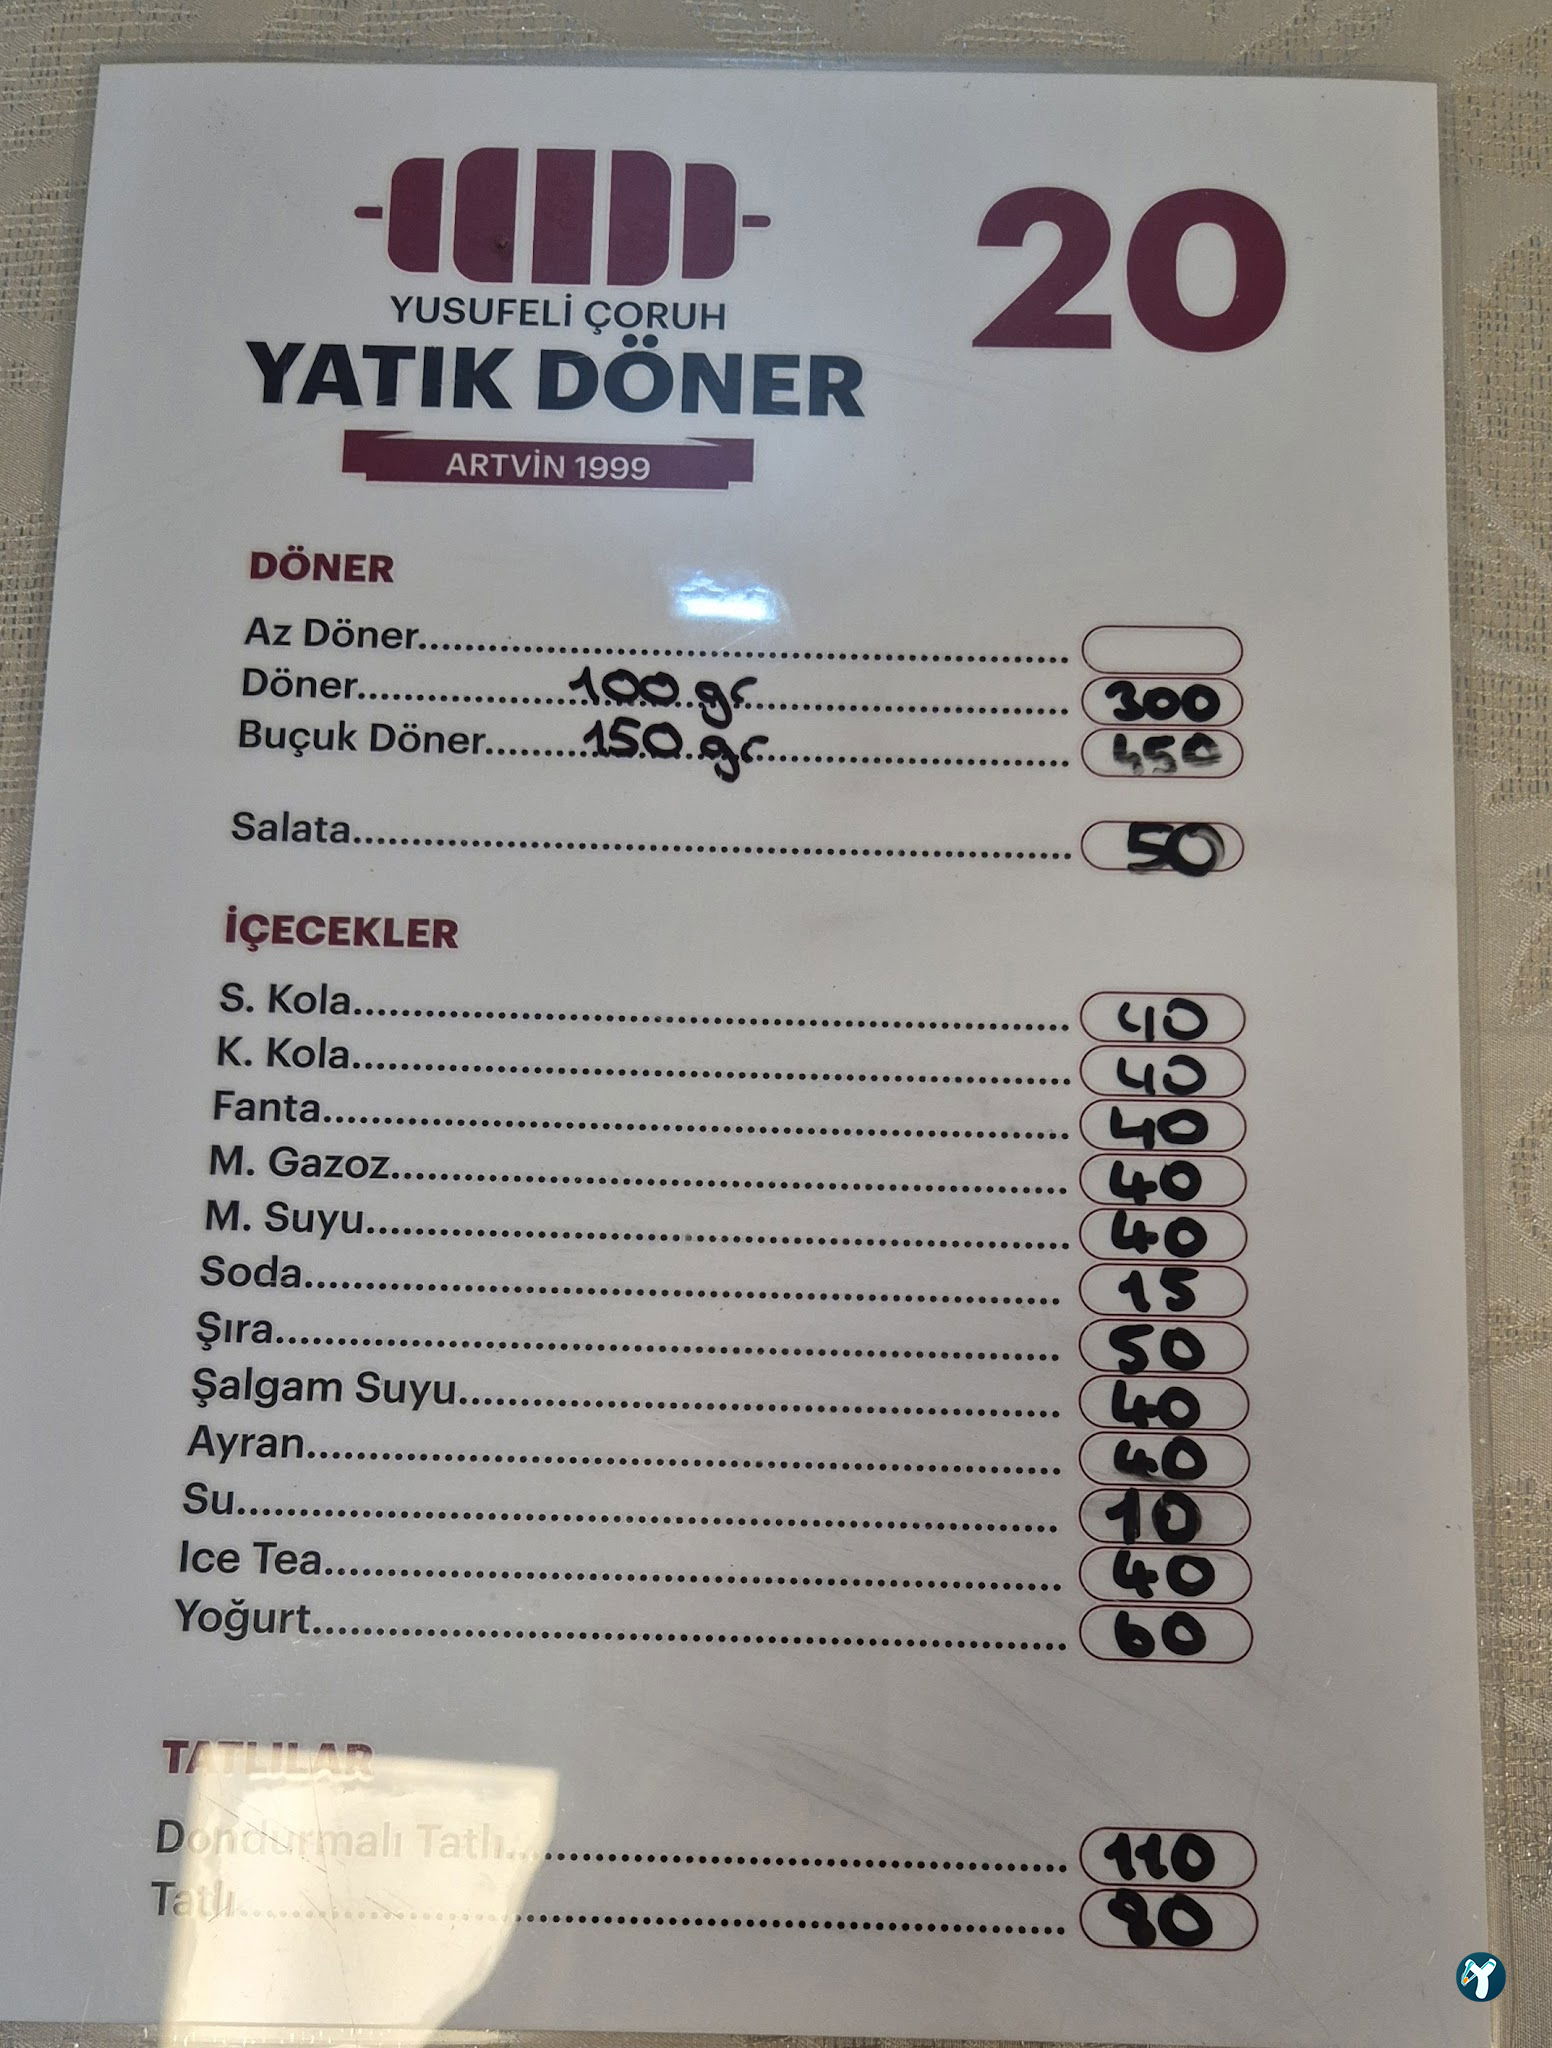 20
YUSUFELİ ÇORUH
YATIK DÖNER
ARTVİN 1999
DÖNER
Az Döner
Döner 100 gr 300
Buçuk Döner 150 gr 450
Salata 50
İÇECEKLER
S. Kola 40
K. Kola 40
Fanta 40
M. Gazoz 40
M. Suyu 40
Soda 15
Şıra 50
Şalgam Suyu 40
Ayran 40
Su 10
Ice Tea 40
Yoğurt 60
TATLILAR
Dondurmalı Tatlı 110
Tatlı